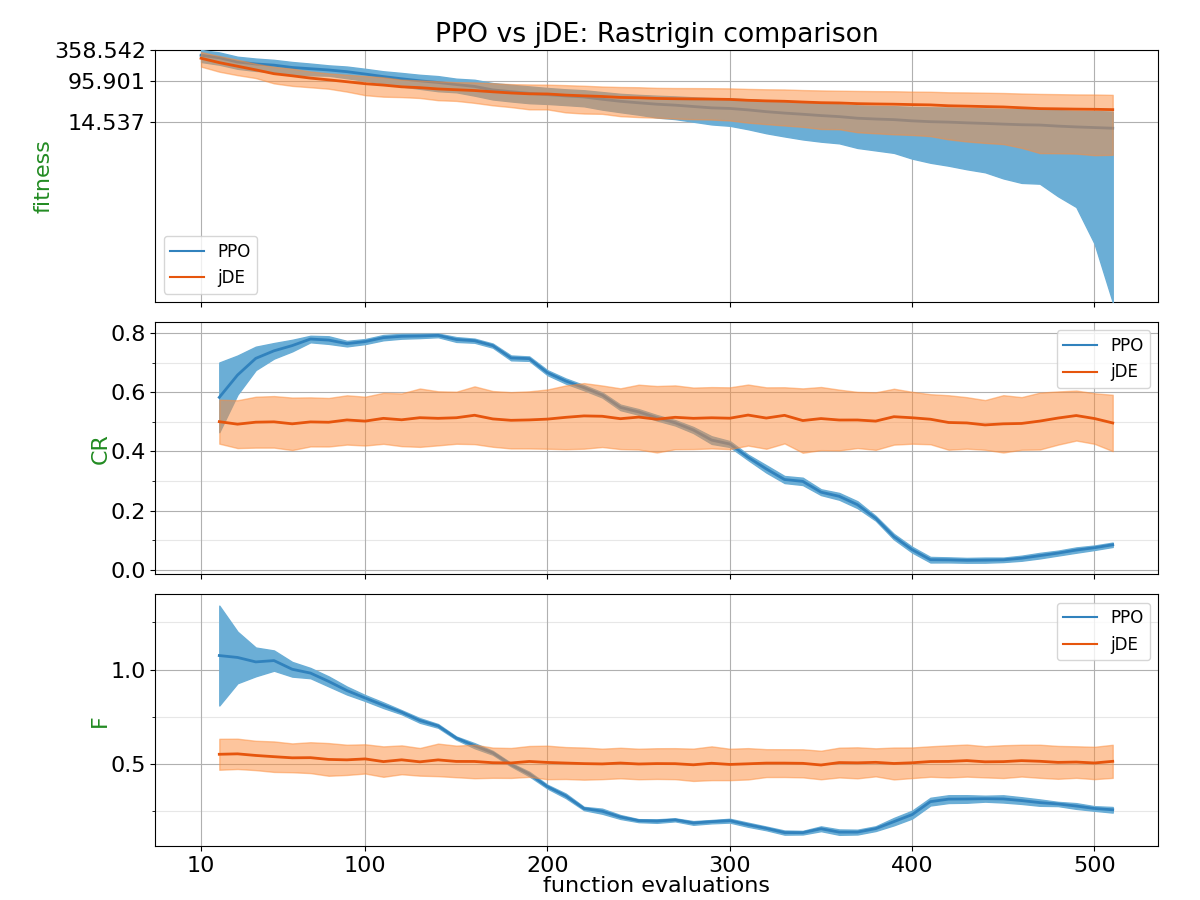 PPO vs jDE: Rastrigin comparison
358.542
95.901
14.537
fitness
PPO
jDE
0.8
0.6
0.4
0.2
0.0
CR
PPO
jDE
1.0
0.5
F
PPO
jDE
10 100 200 300 400 500
function evaluations